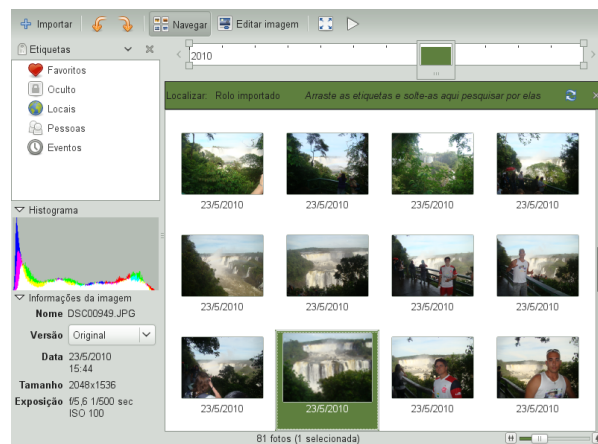 Importar
Navegar
Editar imagem
Etiquetas
2010
Favoritos
Oculto
Locais
Pessoas
Eventos
Localizar: Rolo importado Arraste as etiquetas e solte-as aqui pesquisar por elas
23/5/2010 23/5/2010 23/5/2010 23/5/2010
Histograma
23/5/2010 23/5/2010 23/5/2010 23/5/2010
Informações da imagem
Nome DSC00949.JPG
Versão Original
Data 23/5/2010
15:44
Tamanho 2048x1536
Exposição f/5,6 1/500 sec
ISO 100
23/5/2010 23/5/2010 23/5/2010 23/5/2010
81 fotos (1 selecionada)